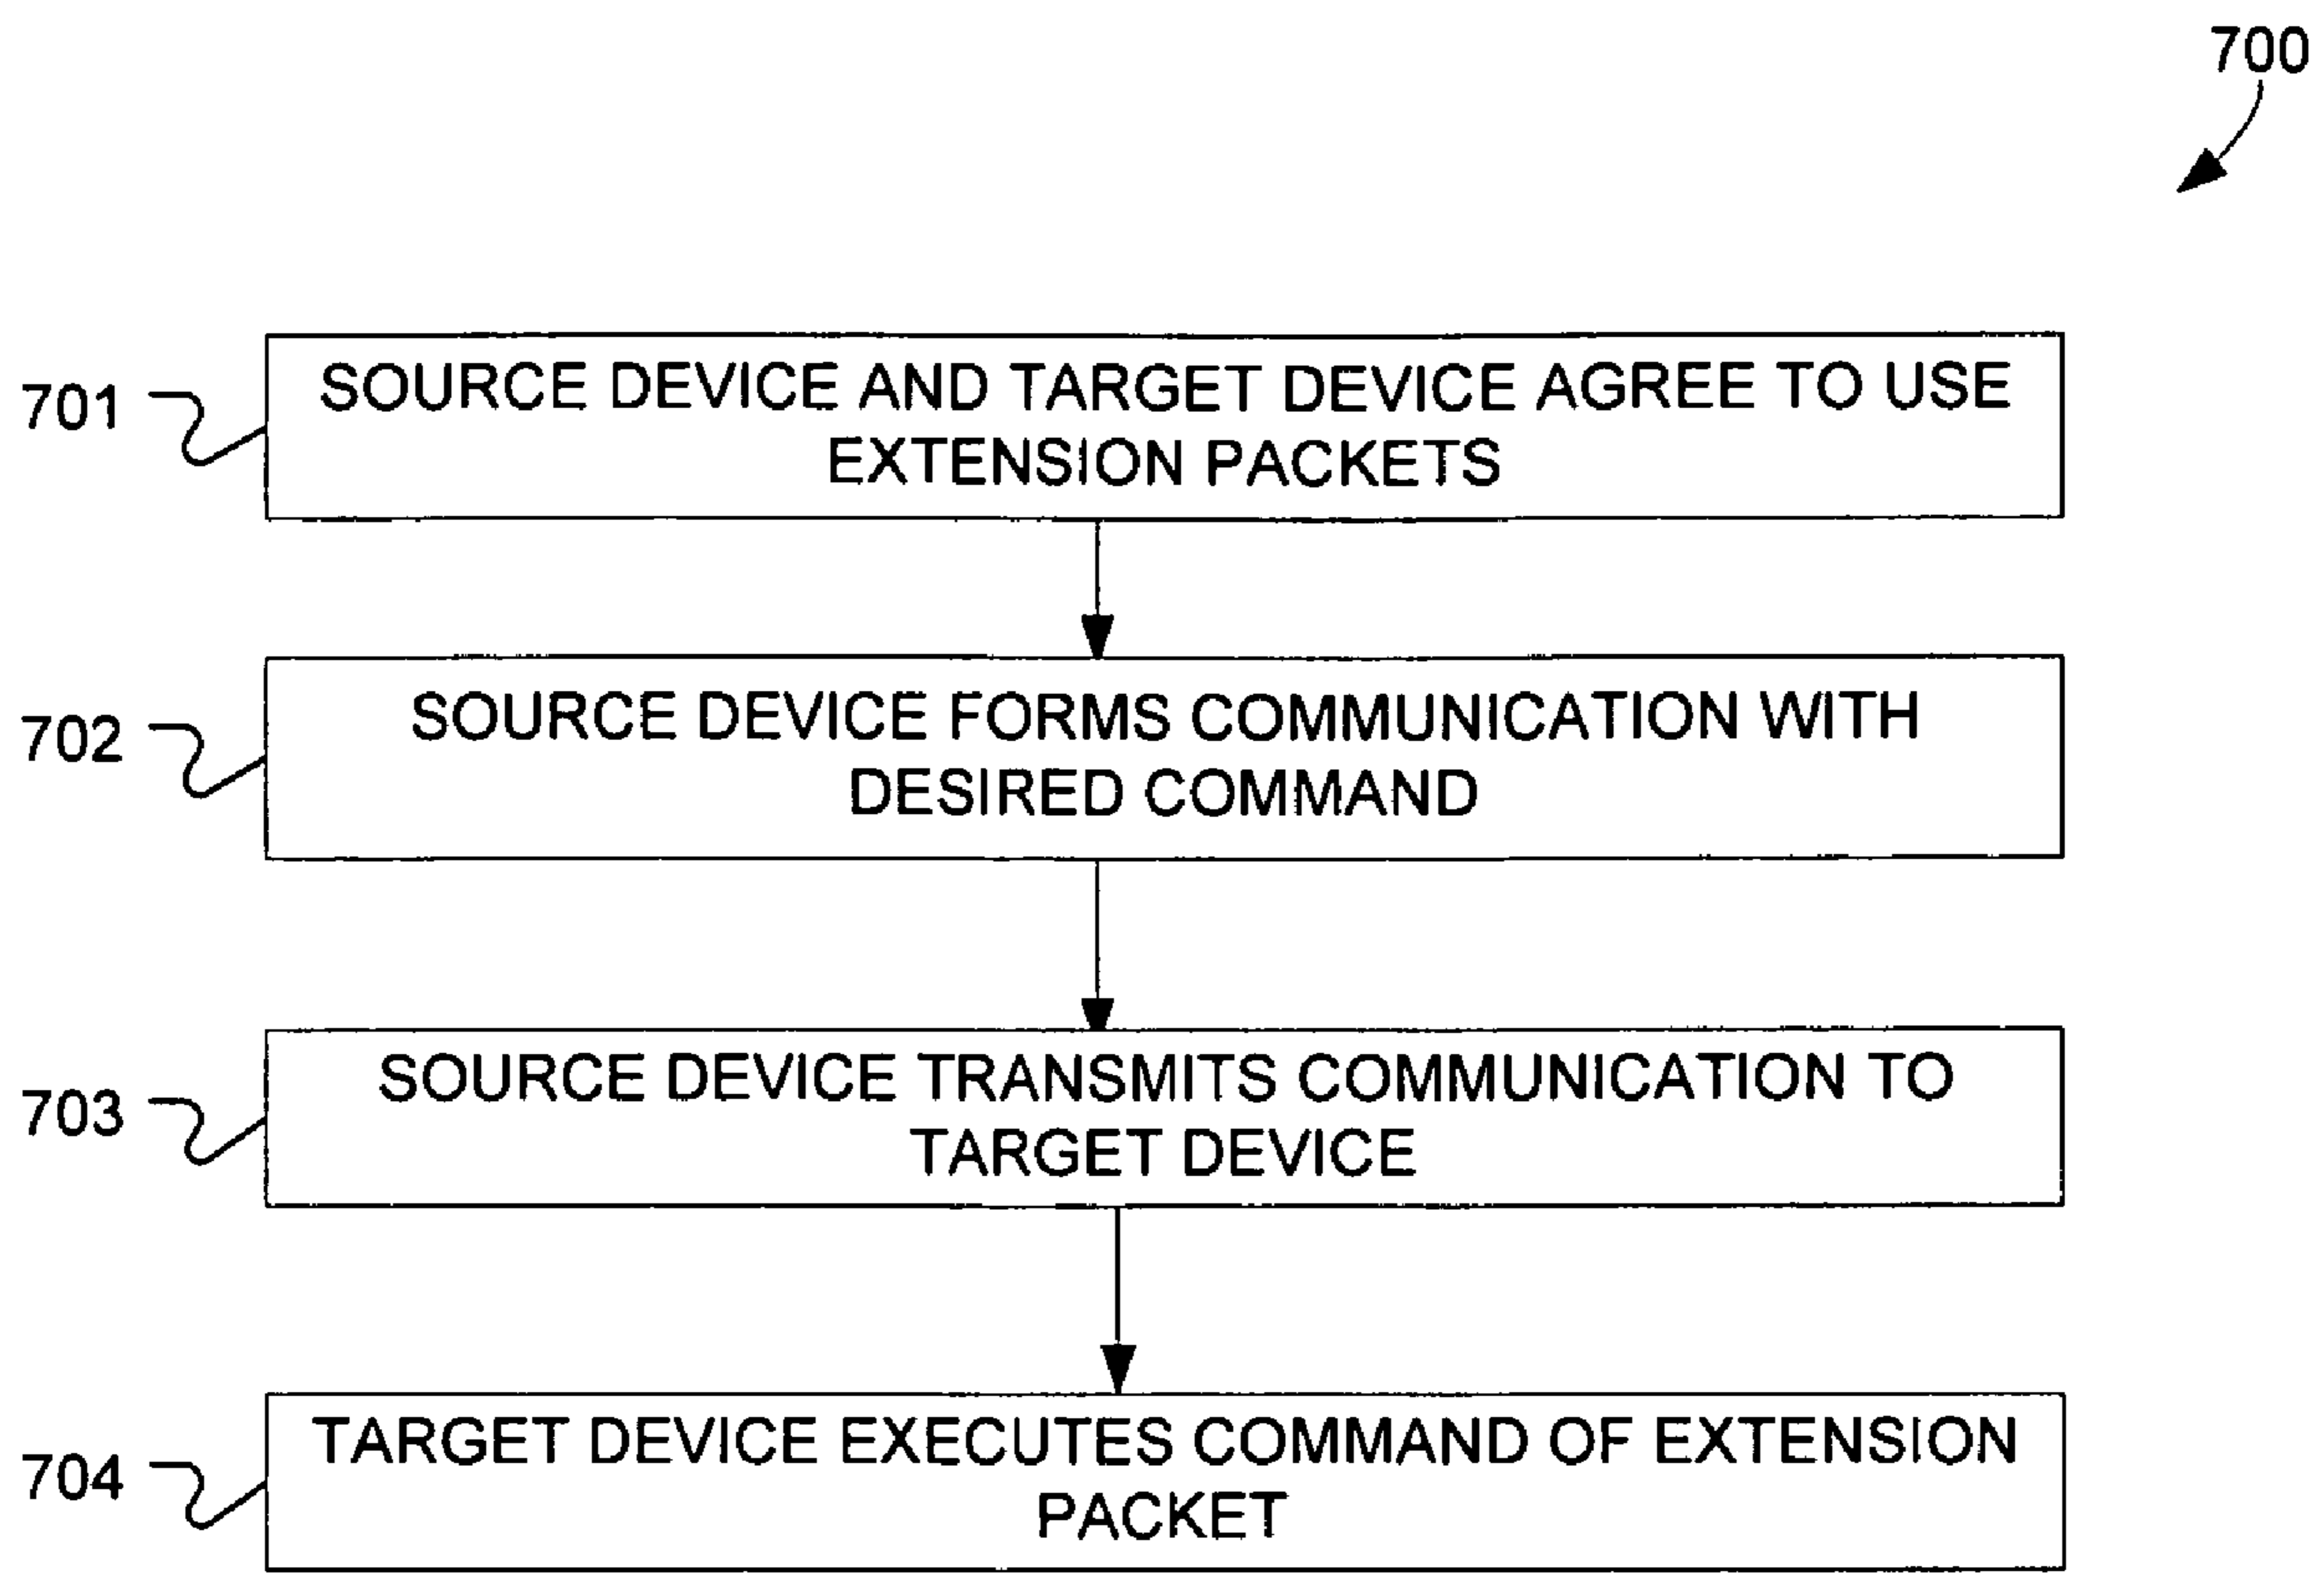 700
701
SOURCE DEVICE AND TARGET DEVICE AGREE TO USE
EXTENSION PACKETS
702
SOURCE DEVICE FORMS COMMUNICATION WITH
DESIRED COMMAND
703
SOURCE DEVICE TRANSMITS COMMUNICATION TO
TARGET DEVICE
704
TARGET DEVICE EXECUTES COMMAND OF EXTENSION
PACKET